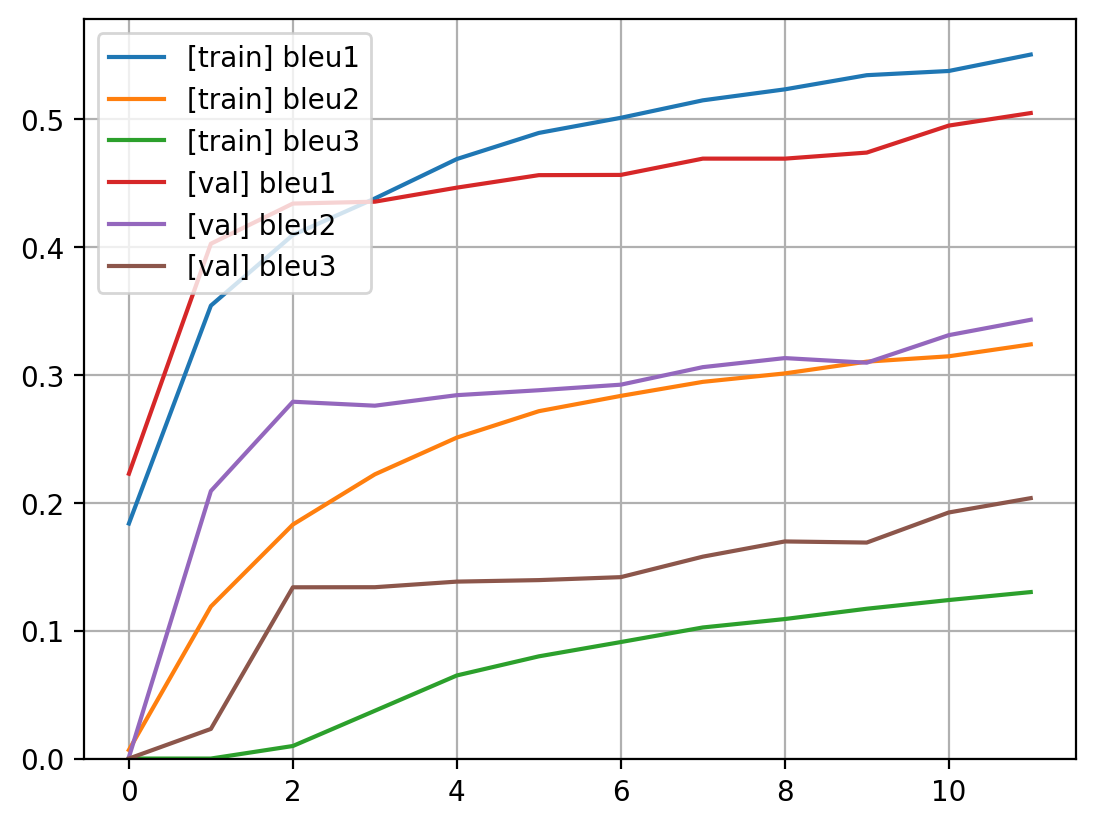 [train] bleu1
[train] bleu2
[train] bleu3
[val] bleu1
[val] bleu2
[val] bleu3
0.5
0.4
0.3
0.2
0.1
0.0
0 2 4 6 8 10